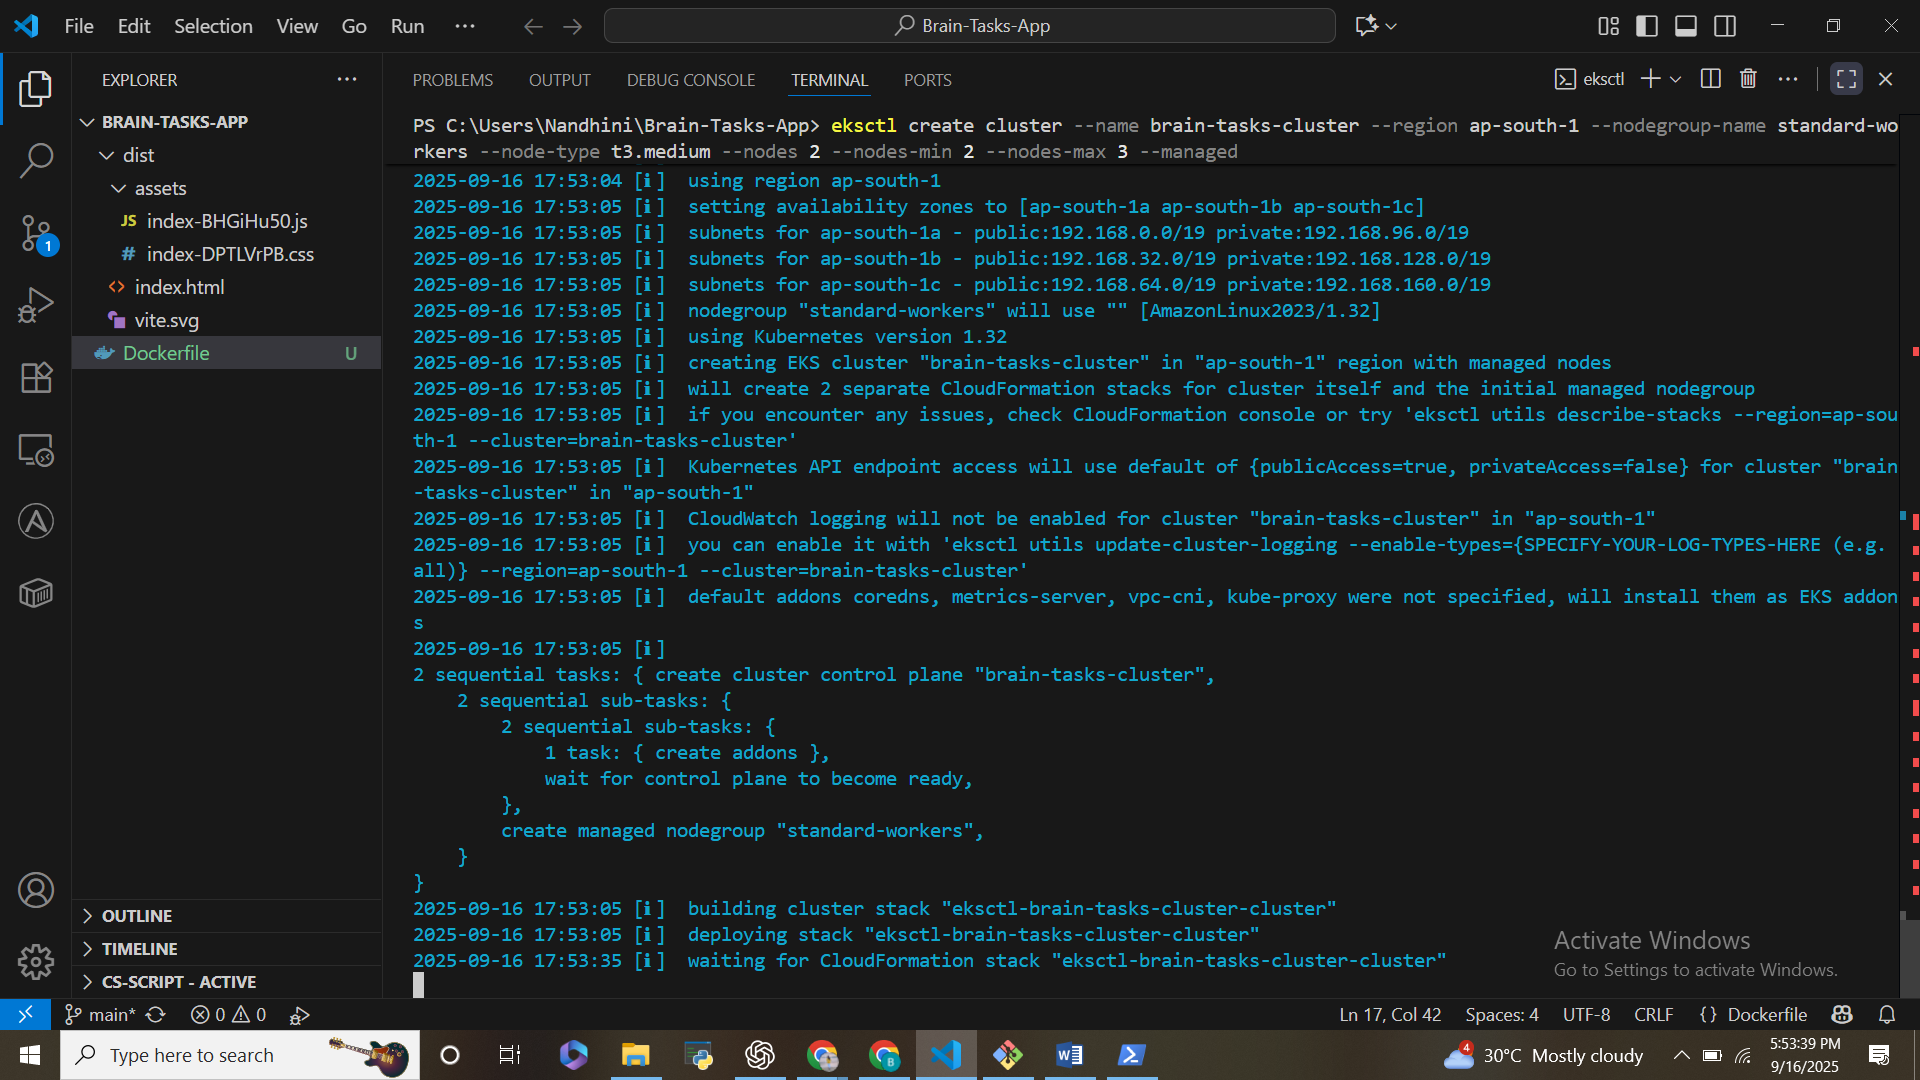 File Edit Selection View Go Run ··· Brain-Tasks-App
EXPLORER ···
BRAIN-TASKS-APP
dist
assets
JS index-BHGiHu50.js
# index-DPTLVrPB.css
<> index.html
vite.svg
Dockerfile U
OUTLINE
TIMELINE
CS-SCRIPT - ACTIVE
1
PROBLEMS OUTPUT DEBUG CONSOLE TERMINAL PORTS eksctl
PS C:\Users\Nandhini\Brain-Tasks-App> eksctl create cluster --name brain-tasks-cluster --region ap-south-1 --nodegroup-name standard-wo
rkers --node-type t3.medium --nodes 2 --nodes-min 2 --nodes-max 3 --managed
2025-09-16 17:53:04 [ℹ]  using region ap-south-1
2025-09-16 17:53:05 [ℹ]  setting availability zones to [ap-south-1a ap-south-1b ap-south-1c]
2025-09-16 17:53:05 [ℹ]  subnets for ap-south-1a - public:192.168.0.0/19 private:192.168.96.0/19
2025-09-16 17:53:05 [ℹ]  subnets for ap-south-1b - public:192.168.32.0/19 private:192.168.128.0/19
2025-09-16 17:53:05 [ℹ]  subnets for ap-south-1c - public:192.168.64.0/19 private:192.168.160.0/19
2025-09-16 17:53:05 [ℹ]  nodegroup "standard-workers" will use "" [AmazonLinux2023/1.32]
2025-09-16 17:53:05 [ℹ]  using Kubernetes version 1.32
2025-09-16 17:53:05 [ℹ]  creating EKS cluster "brain-tasks-cluster" in "ap-south-1" region with managed nodes
2025-09-16 17:53:05 [ℹ]  will create 2 separate CloudFormation stacks for cluster itself and the initial managed nodegroup
2025-09-16 17:53:05 [ℹ]  if you encounter any issues, check CloudFormation console or try 'eksctl utils describe-stacks --region=ap-sou
th-1 --cluster=brain-tasks-cluster'
2025-09-16 17:53:05 [ℹ]  Kubernetes API endpoint access will use default of {publicAccess=true, privateAccess=false} for cluster "brain
-tasks-cluster" in "ap-south-1"
2025-09-16 17:53:05 [ℹ]  CloudWatch logging will not be enabled for cluster "brain-tasks-cluster" in "ap-south-1"
2025-09-16 17:53:05 [ℹ]  you can enable it with 'eksctl utils update-cluster-logging --enable-types={SPECIFY-YOUR-LOG-TYPES-HERE (e.g.
all)} --region=ap-south-1 --cluster=brain-tasks-cluster'
2025-09-16 17:53:05 [ℹ]  default addons coredns, metrics-server, vpc-cni, kube-proxy were not specified, will install them as EKS addon
s
2025-09-16 17:53:05 [ℹ]
2 sequential tasks: { create cluster control plane "brain-tasks-cluster",
    2 sequential sub-tasks: {
        2 sequential sub-tasks: {
            1 task: { create addons },
            wait for control plane to become ready,
        },
        create managed nodegroup "standard-workers",
    }
}
2025-09-16 17:53:05 [ℹ]  building cluster stack "eksctl-brain-tasks-cluster-cluster"
2025-09-16 17:53:05 [ℹ]  deploying stack "eksctl-brain-tasks-cluster-cluster"
2025-09-16 17:53:35 [ℹ]  waiting for CloudFormation stack "eksctl-brain-tasks-cluster-cluster"
Activate Windows
Go to Settings to activate Windows.
main* 0 0 Ln 17, Col 42 Spaces: 4 UTF-8 CRLF {} Dockerfile
Type here to search B 4 30°C Mostly cloudy 5:53:39 PM
9/16/2025